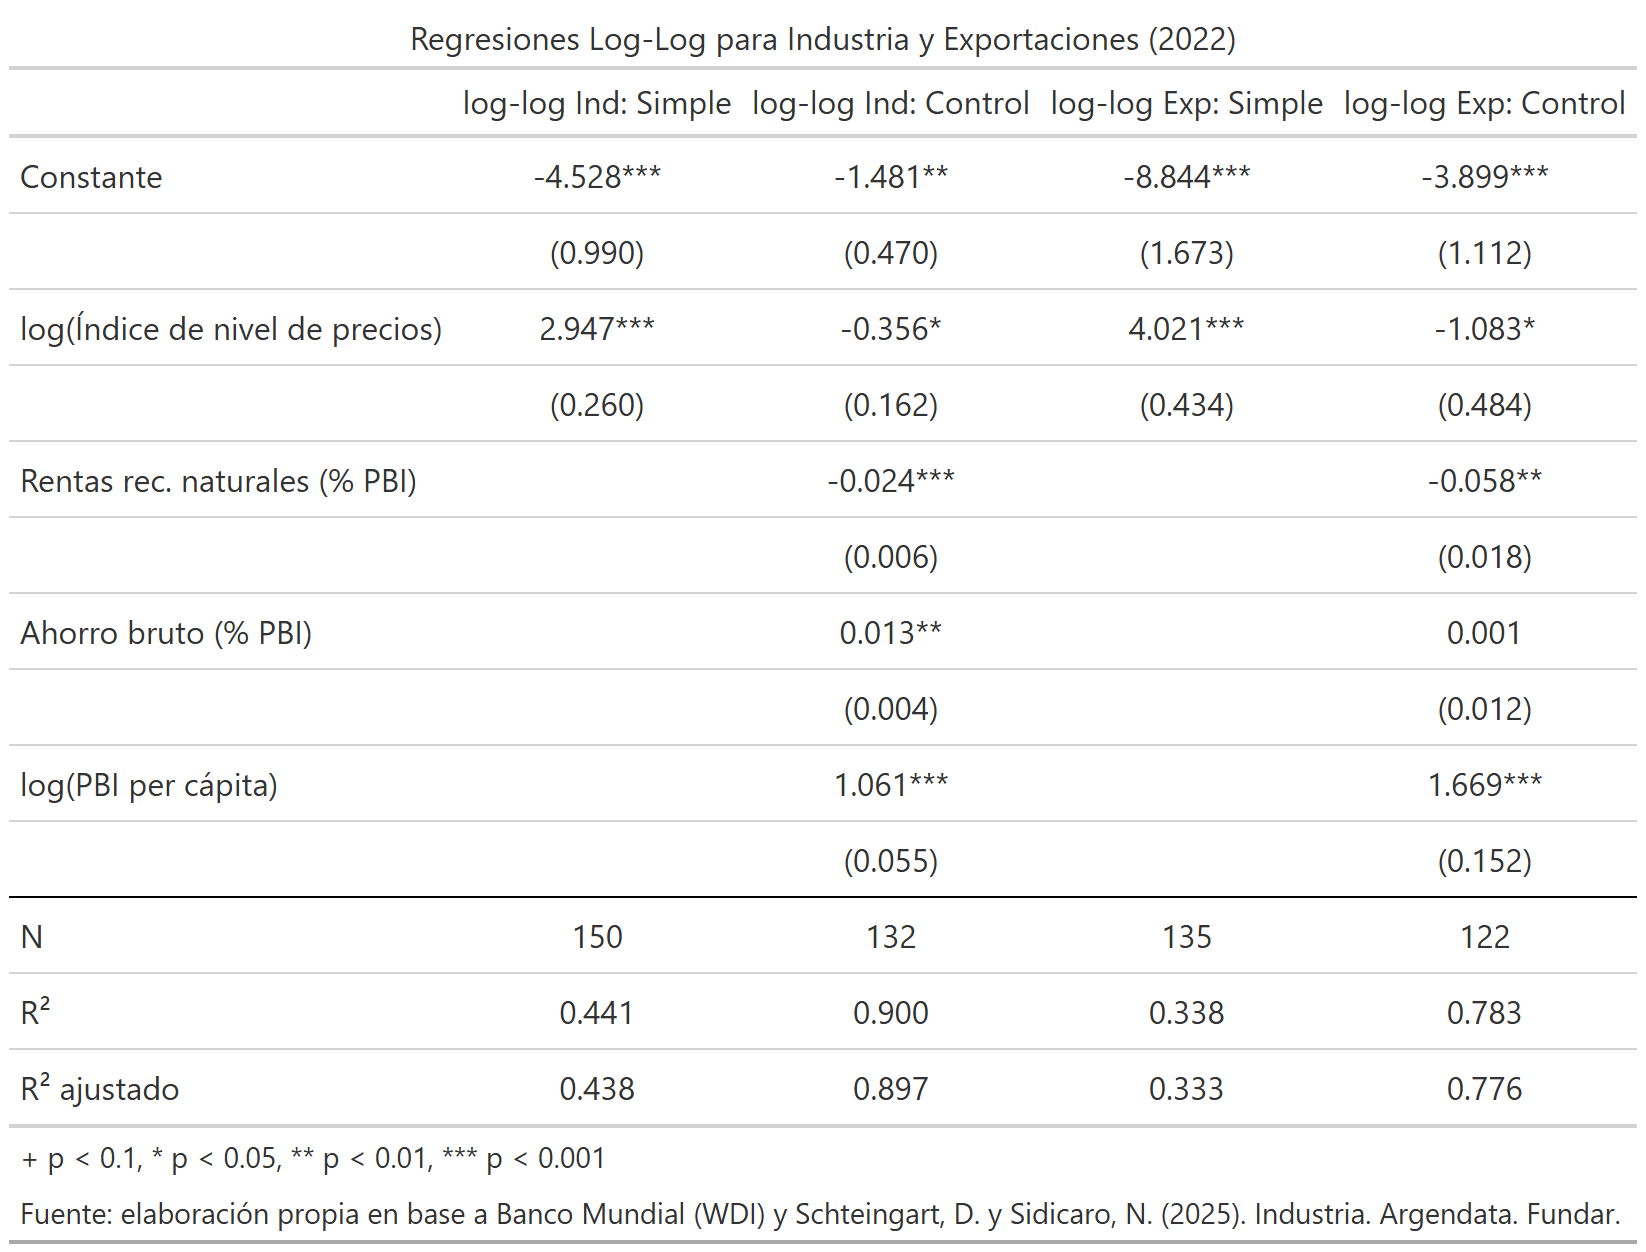 Regresiones Log-Log para Industria y Exportaciones (2022)
log-log Ind: Simple log-log Ind: Control log-log Exp: Simple log-log Exp: Control
Constante -4.528*** -1.481** -8.844*** -3.899***
(0.990) (0.470) (1.673) (1.112)
log(Índice de nivel de precios) 2.947*** -0.356* 4.021*** -1.083*
(0.260) (0.162) (0.434) (0.484)
Rentas rec. naturales (% PBI) -0.024*** -0.058**
(0.006) (0.018)
Ahorro bruto (% PBI) 0.013** 0.001
(0.004) (0.012)
log(PBI per cápita) 1.061*** 1.669***
(0.055) (0.152)
N 150 132 135 122
R² 0.441 0.900 0.338 0.783
R² ajustado 0.438 0.897 0.333 0.776
+ p < 0.1, * p < 0.05, ** p < 0.01, *** p < 0.001
Fuente: elaboración propia en base a Banco Mundial (WDI) y Schteingart, D. y Sidicaro, N. (2025). Industria. Argendata. Fundar.